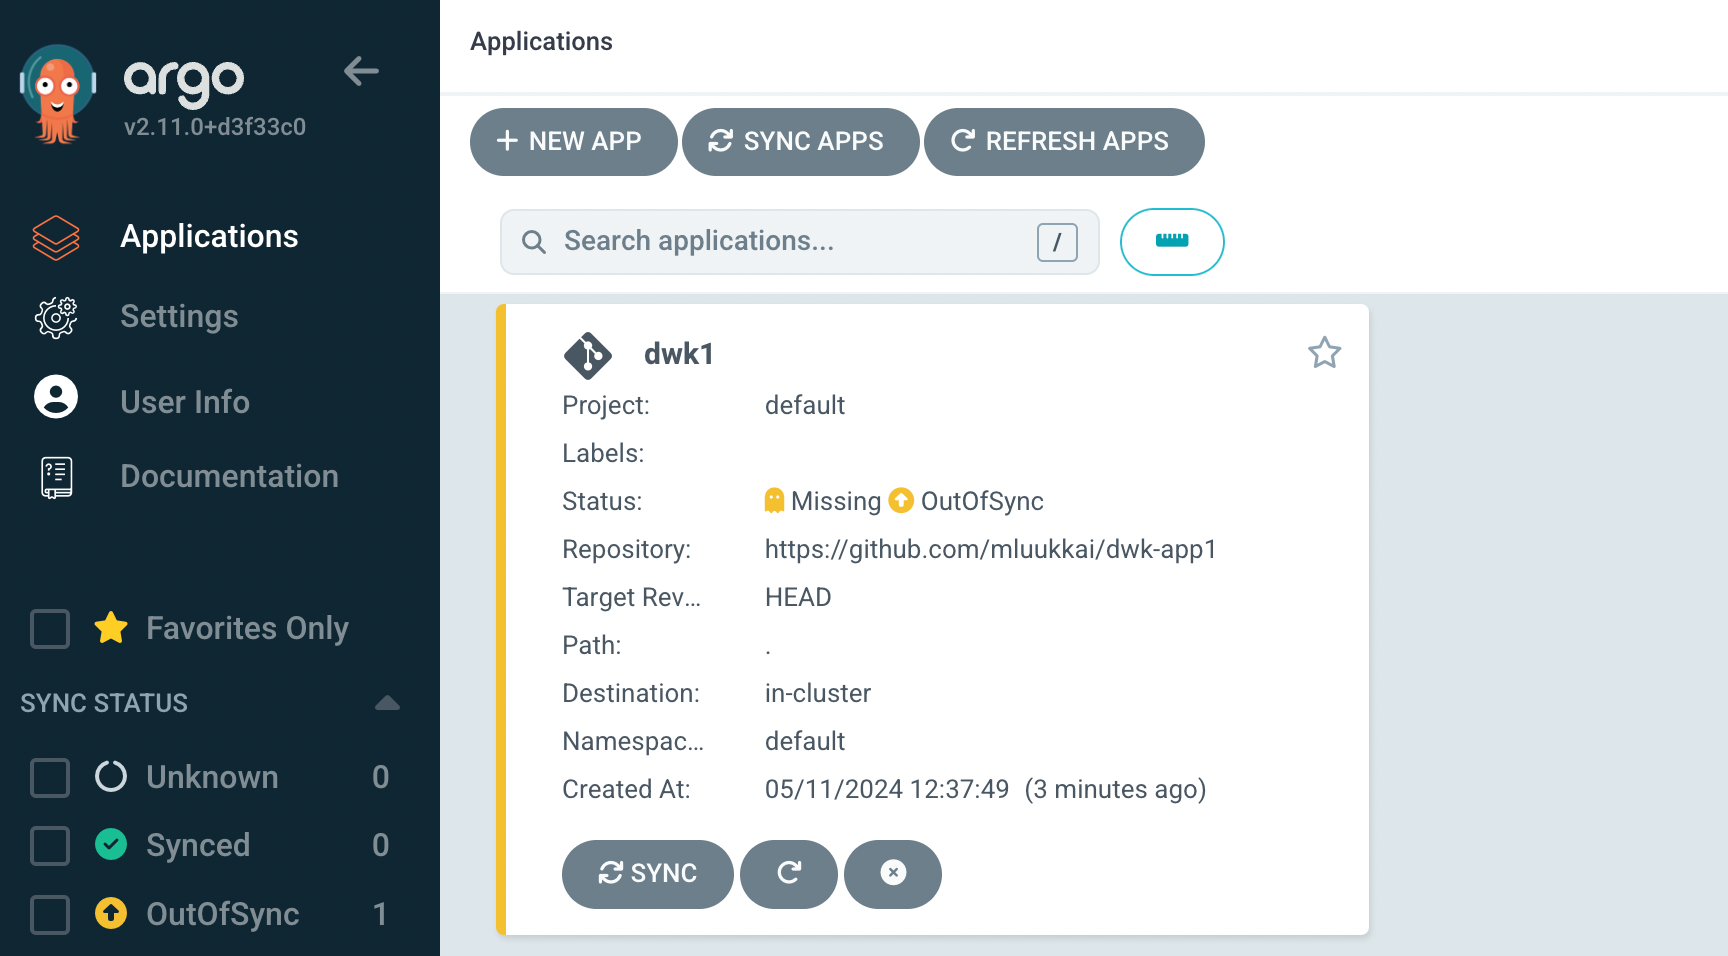 argo
v2.11.0+d3f33c0
Applications
Settings
User Info
Documentation
Favorites Only
SYNC STATUS
Unknown 0
Synced 0
OutOfSync 1
Applications
NEW APP SYNC APPS REFRESH APPS
Search applications... /
dwk1
Project: default
Labels:
Status: Missing OutOfSync
Repository: https://github.com/mluukkai/dwk-app1
Target Rev... HEAD
Path: .
Destination: in-cluster
Namespac... default
Created At: 05/11/2024 12:37:49 (3 minutes ago)
SYNC